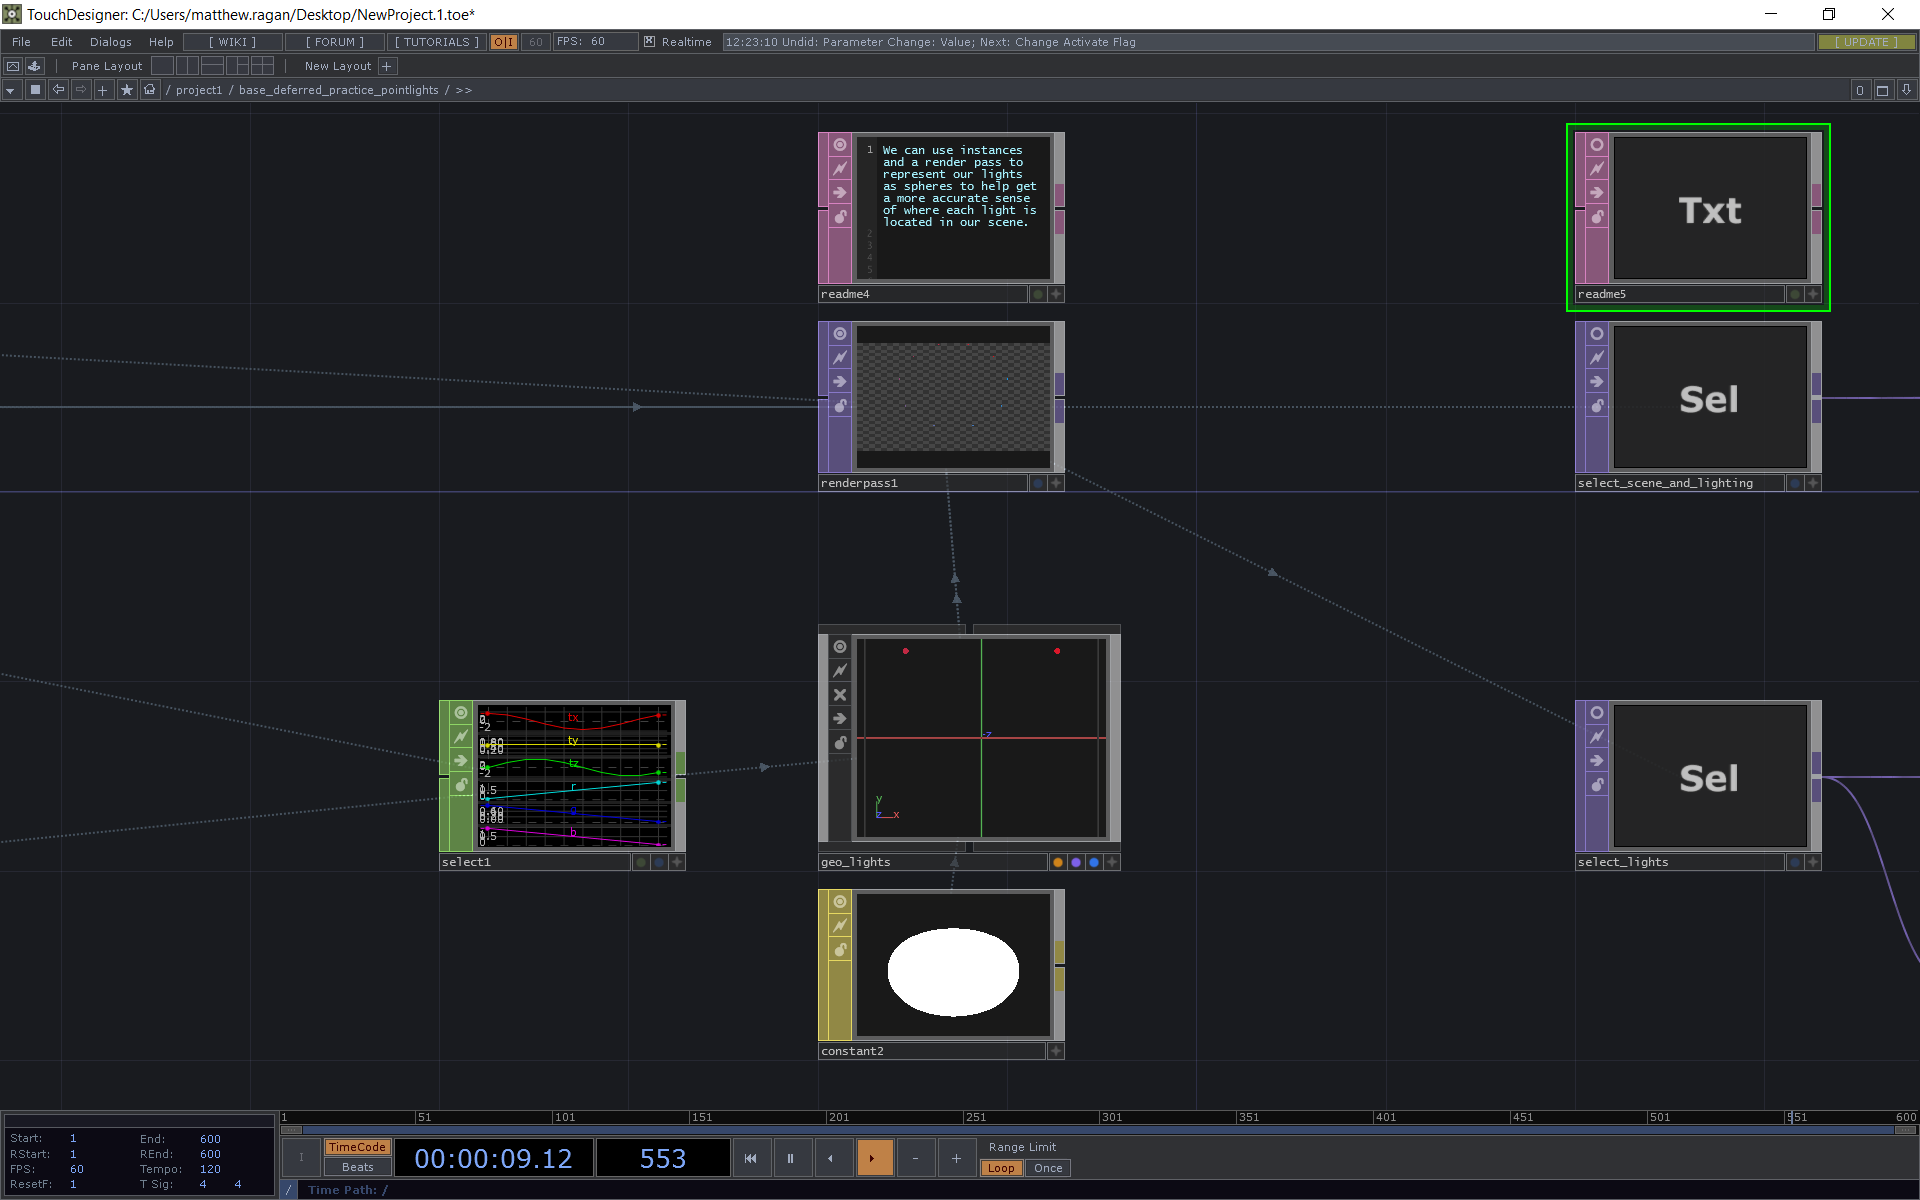 TouchDesigner: C:/Users/matthew.ragan/Desktop/NewProject.1.toe*
File Edit Dialogs Help [ WIKI ] [ FORUM ] [ TUTORIALS ] O|I 60 FPS: 60 Realtime 12:23:10 Undid: Parameter Change: Value; Next: Change Activate Flag [ UPDATE ]
Pane Layout New Layout +
/ project1 / base_deferred_practice_pointlights / >> 0
1 We can use instances
and a render pass to
represent our lights
as spheres to help get
a more accurate sense
of where each light is
located in our scene.
2
3
4
5
readme4
Txt
readme5
renderpass1
Sel
select_scene_and_lighting
tx
ty
tz
r
b
select1
-z
y
z x
geo_lights
Sel
select_lights
constant2
1 51 101 151 201 251 301 351 401 451 501 551 600
Start: 1 End: 600
RStart: 1 REnd: 600
FPS: 60 Tempo: 120
ResetF: 1 T Sig: 4 4
I TimeCode
Beats
00:00:09.12 553 - +
Range Limit
Loop Once
/ Time Path: /